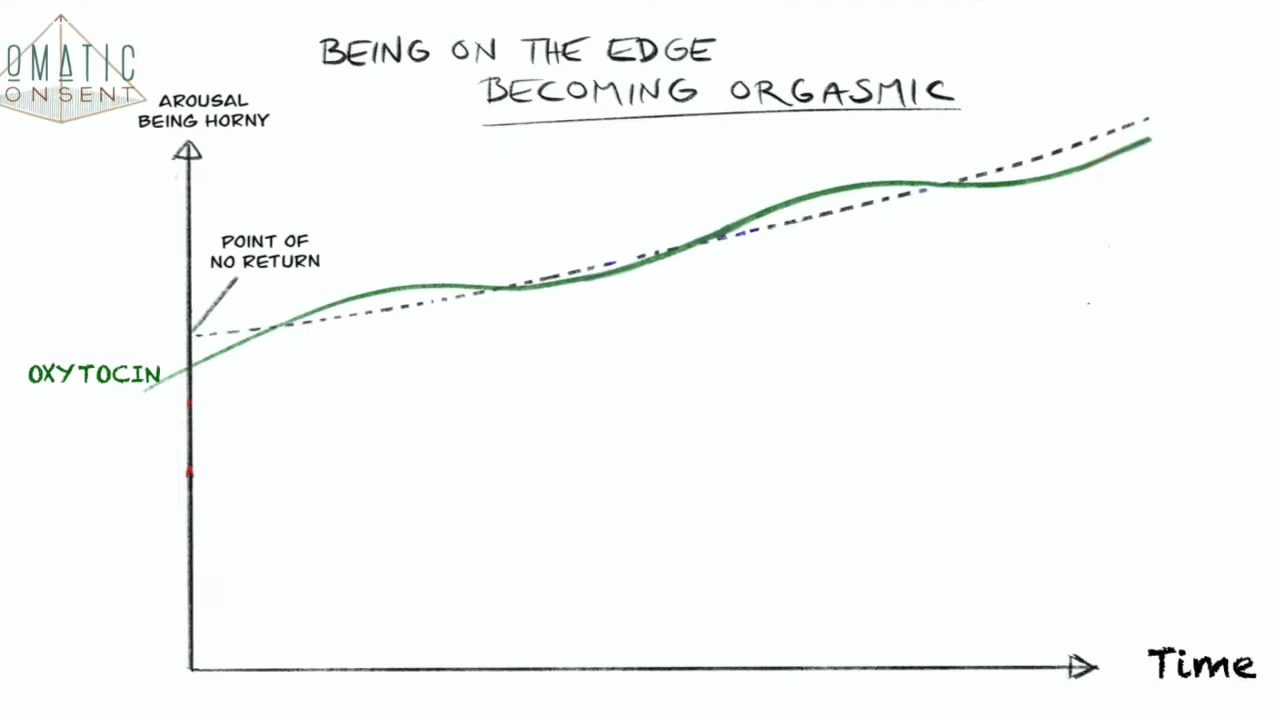 OMATIC
ONSENT
BEING ON THE EDGE
BECOMING ORGASMIC
AROUSAL
BEING HORNY
POINT OF
NO RETURN
OXYTOCIN
Time